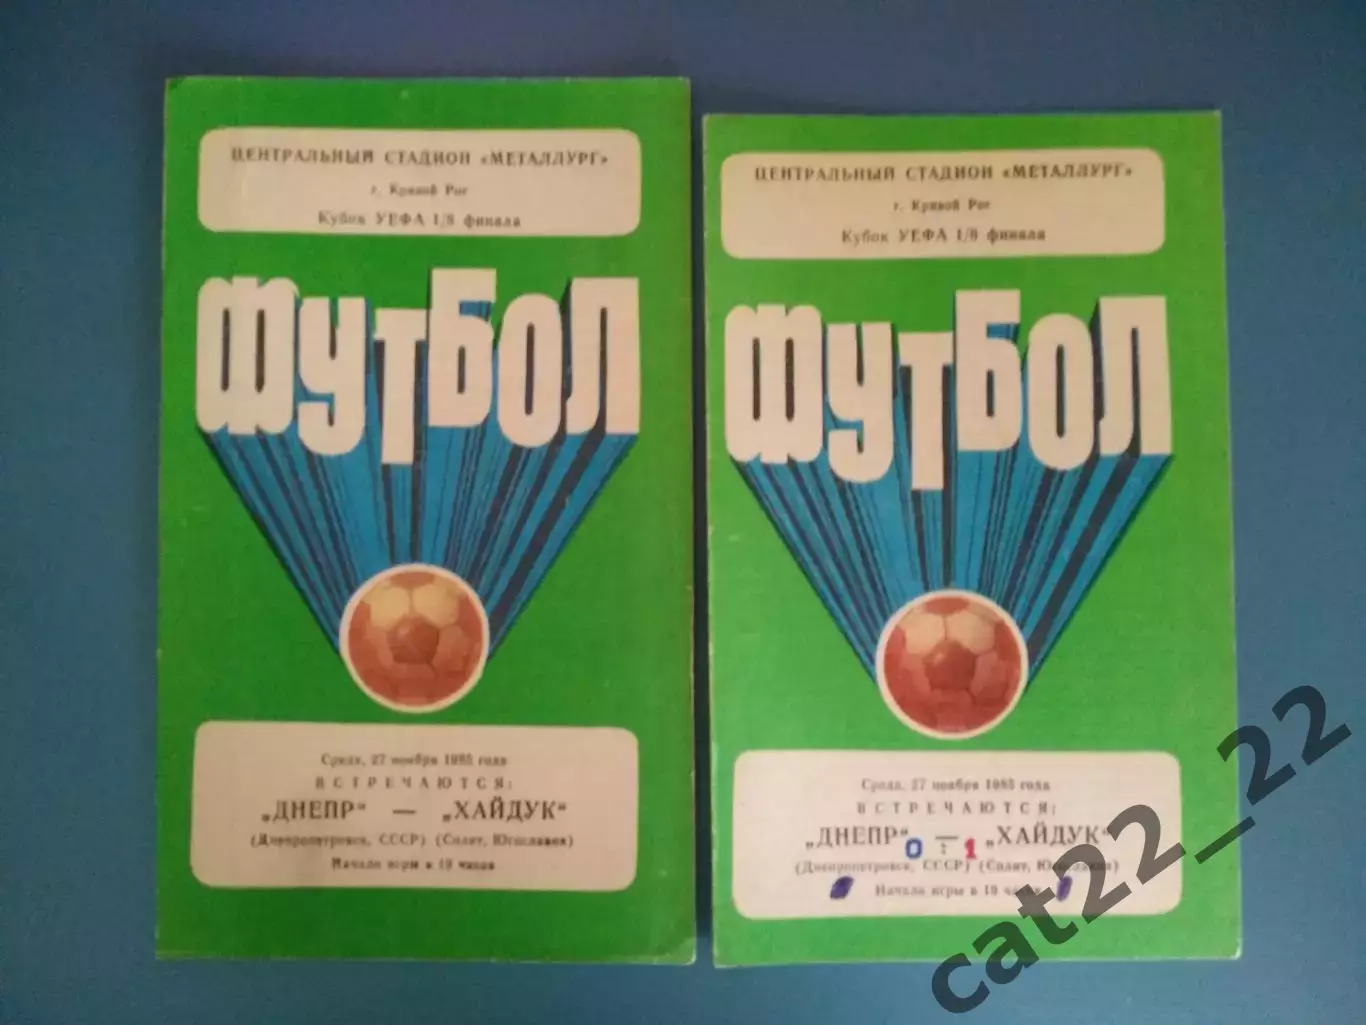 ЦЕНТРАЛЬНЫЙ СТАДИОН «МЕТАЛЛУРГ»
г. Кривой Рог
Кубок УЕФА 1/8 финала
ФУТБОЛ
Среда, 27 ноября 1985 года
ВСТРЕЧАЮТСЯ:
„ДНЕПР“ — „ХАЙДУК“
(Днепропетровск, СССР) (Сплит, Югославия)
Начало игры в 19 часов
ЦЕНТРАЛЬНЫЙ СТАДИОН «МЕТАЛЛУРГ»
г. Кривой Рог
Кубок УЕФА 1/8 финала
ФУТБОЛ
Среда, 27 ноября 1985 года
ВСТРЕЧАЮТСЯ:
„ДНЕПР“ — „ХАЙДУК“
0 : 1
(Днепропетровск, СССР) (Сплит, Югославия)
Начало игры в 19 часов
cat22_22